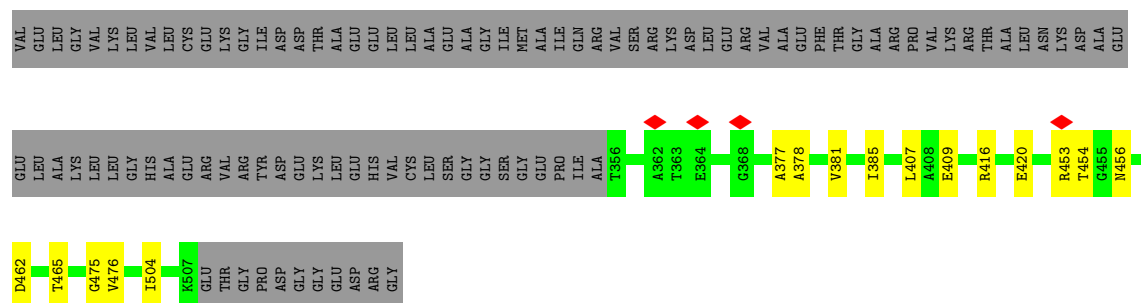 VAL GLU LEU GLY VAL LYS LEU VAL LEU CYS GLU LYS GLY ILE ASP ASP THR ALA GLU GLU LEU LEU ALA GLU ALA GLY ILE MET ALA ILE GLN ARG VAL SER ARG LYS ASP LEU GLU ARG VAL ALA GLU PHE THR GLY ALA ARG PRO VAL LYS ARG THR ALA LEU ASN LYS ASP ALA GLU
GLU LEU ALA LYS LEU LEU GLY HIS ALA GLU ARG VAL ARG TYR ASP GLU LYS LEU GLU HIS VAL CYS LEU SER GLY GLY SER GLY GLU PRO ILE ALA T356 A362 T363 E364 G368 A377 A378 V381 I385 L407 A408 E409 R416 E420 R453 T454 G455 N456
D462 T465 G475 V476 I504 K507 GLU THR GLY PRO ASP GLY GLY GLU ASP ARG GLY